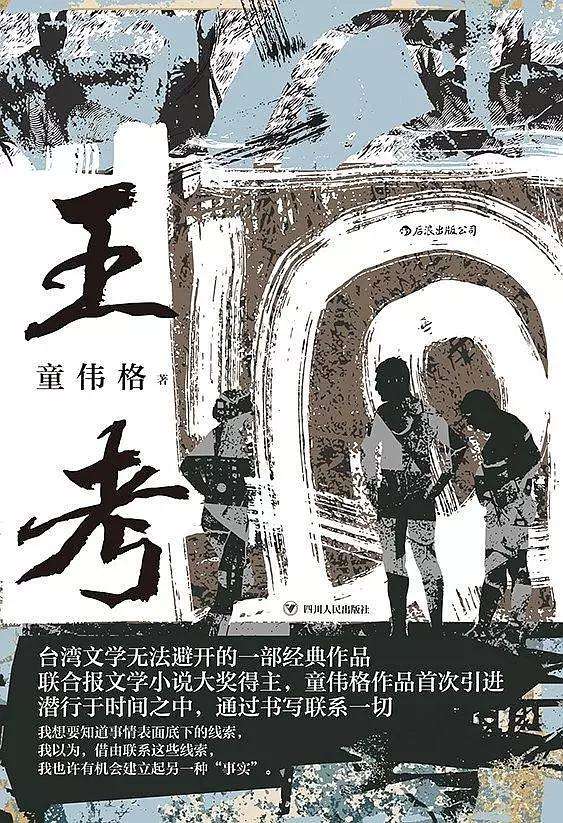 王考
童伟格 著
后浪出版公司
四川人民出版社
台湾文学无法避开的一部经典作品
联合报文学小说大奖得主，童伟格作品首次引进
潜行于时间之中，通过书写联系一切
我想要知道事情表面底下的线索，
我以为，借由联系这些线索，
我也许有机会建立起另一种“事实”。